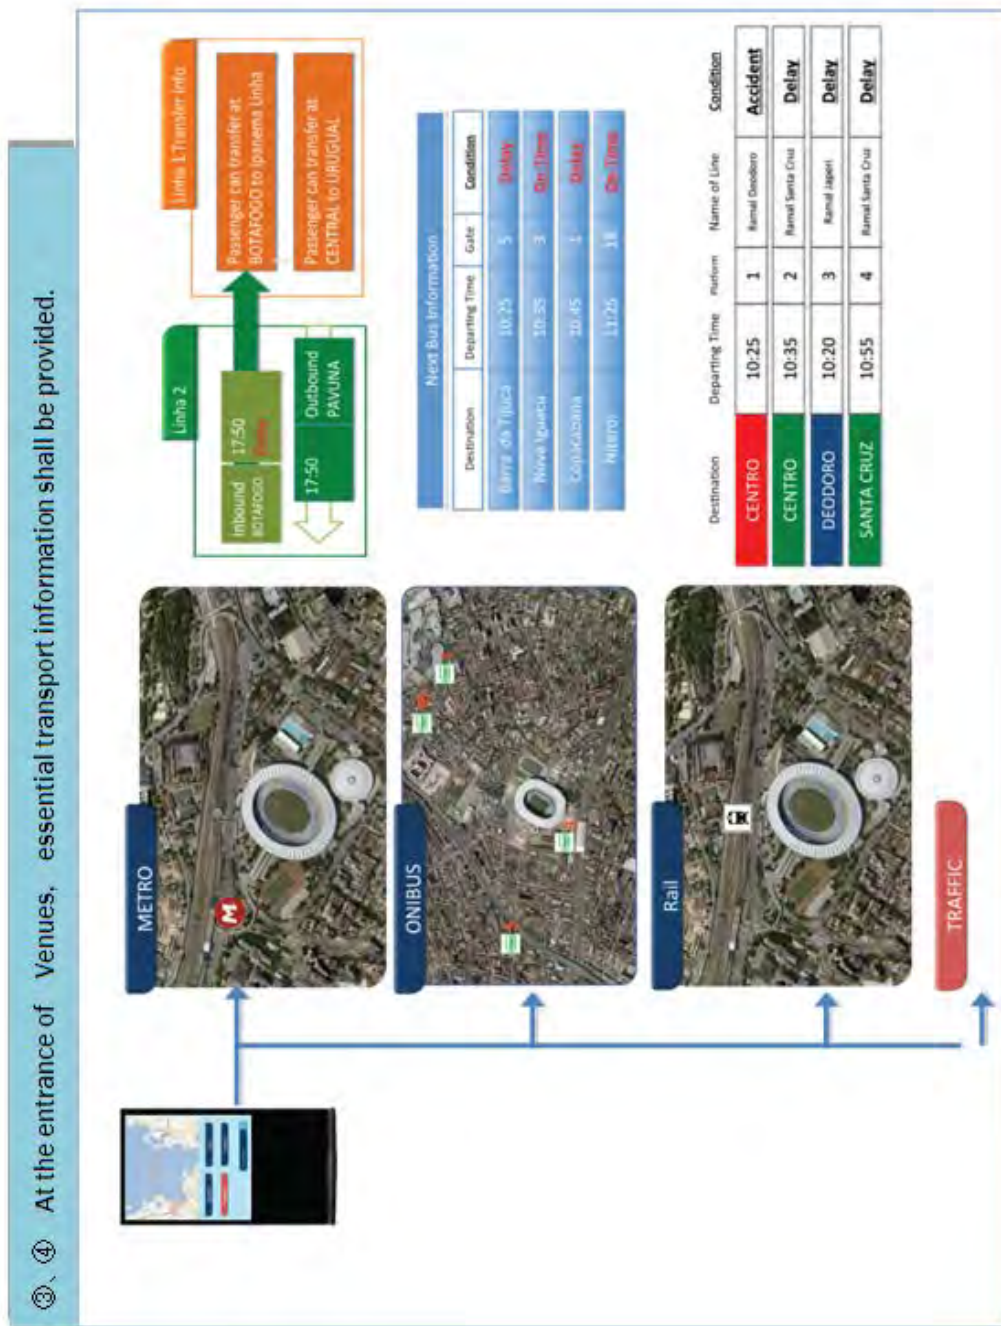 ③、④ At the entrance of Venues, essential transport information shall be provided.
METRO
M
Linha 2
Inbound
BOTAFOGO
17:50
Delay
17:50
Outbound
PAVUNA
Linha 1 Transfer info
Passenger can transfer at
BOTAFOGO to Ipanema Linha
Passenger can transfer at
CENTRAL to URUGUAL
ONIBUS
Next Bus Information
Destination Departing Time Gate Condition
Barra da Tijuca 10:25 5 Delay
Nova Iguacu 10:35 3 On Time
Copacabana 10:45 1 Delay
Niteroi 11:25 18 On Time
Rail
Destination Departing Time Platform Name of Line Condition
CENTRO 10:25 1 Ramal Deodoro Accident
CENTRO 10:35 2 Ramal Santa Cruz Delay
DEODORO 10:20 3 Ramal Japeri Delay
SANTA CRUZ 10:55 4 Ramal Santa Cruz Delay
TRAFFIC